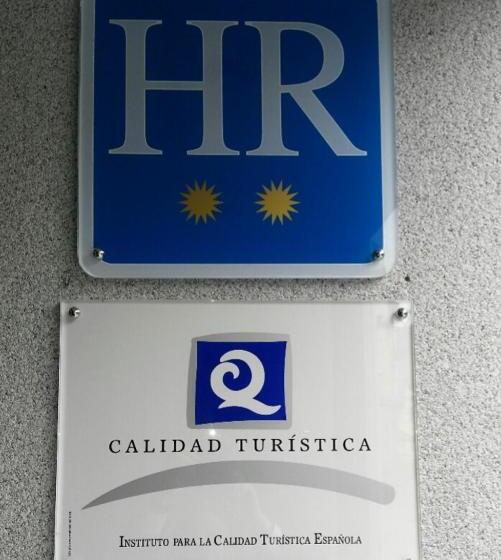 HR
Q
CALIDAD TURÍSTICA
INSTITUTO PARA LA CALIDAD TURÍSTICA ESPAÑOLA